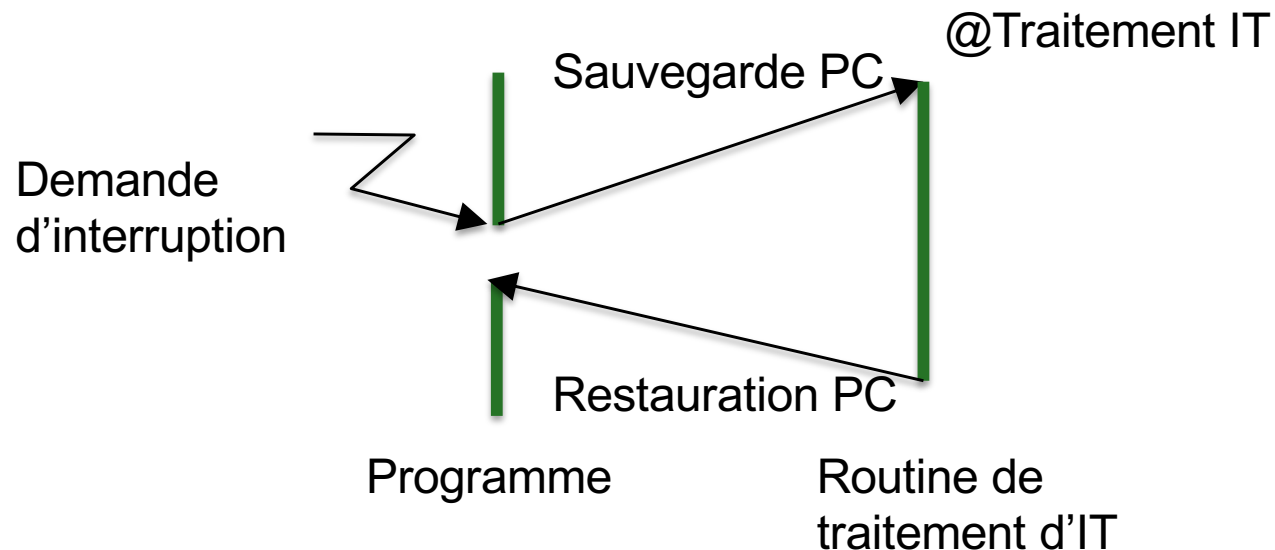 @Traitement IT
Sauvegarde PC
Demande
d’interruption
Restauration PC
Programme
Routine de
traitement d’IT